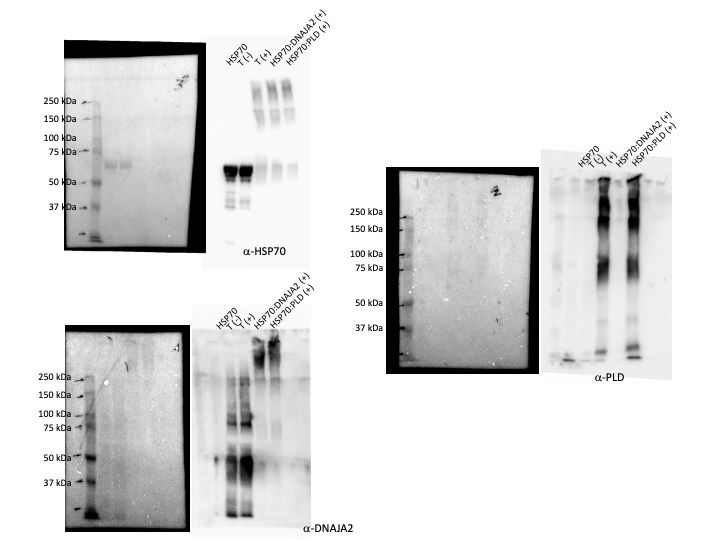 HSP70
T (-)
T (+)
HSP70:DNAJA2 (+)
HSP70:PLD (+)
250 kDa
150 kDa
100 kDa
75 kDa
50 kDa
37 kDa
α-HSP70
HSP70
T (-)
T (+)
HSP70:DNAJA2 (+)
HSP70:PLD (+)
250 kDa
150 kDa
100 kDa
75 kDa
50 kDa
37 kDa
α-PLD
HSP70
T (-)
T (+)
HSP70:DNAJA2 (+)
HSP70:PLD (+)
250 kDa
150 kDa
100 kDa
75 kDa
50 kDa
37 kDa
α-DNAJA2